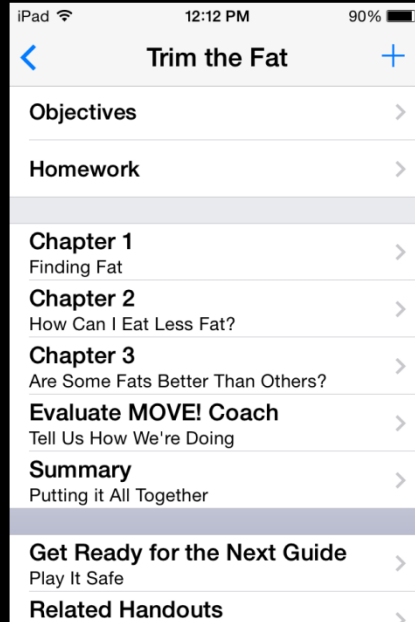 iPad 12:12 PM 90%
Trim the Fat
Objectives
Homework
Chapter 1
Finding Fat
Chapter 2
How Can I Eat Less Fat?
Chapter 3
Are Some Fats Better Than Others?
Evaluate MOVE! Coach
Tell Us How We're Doing
Summary
Putting it All Together
Get Ready for the Next Guide
Play It Safe
Related Handouts